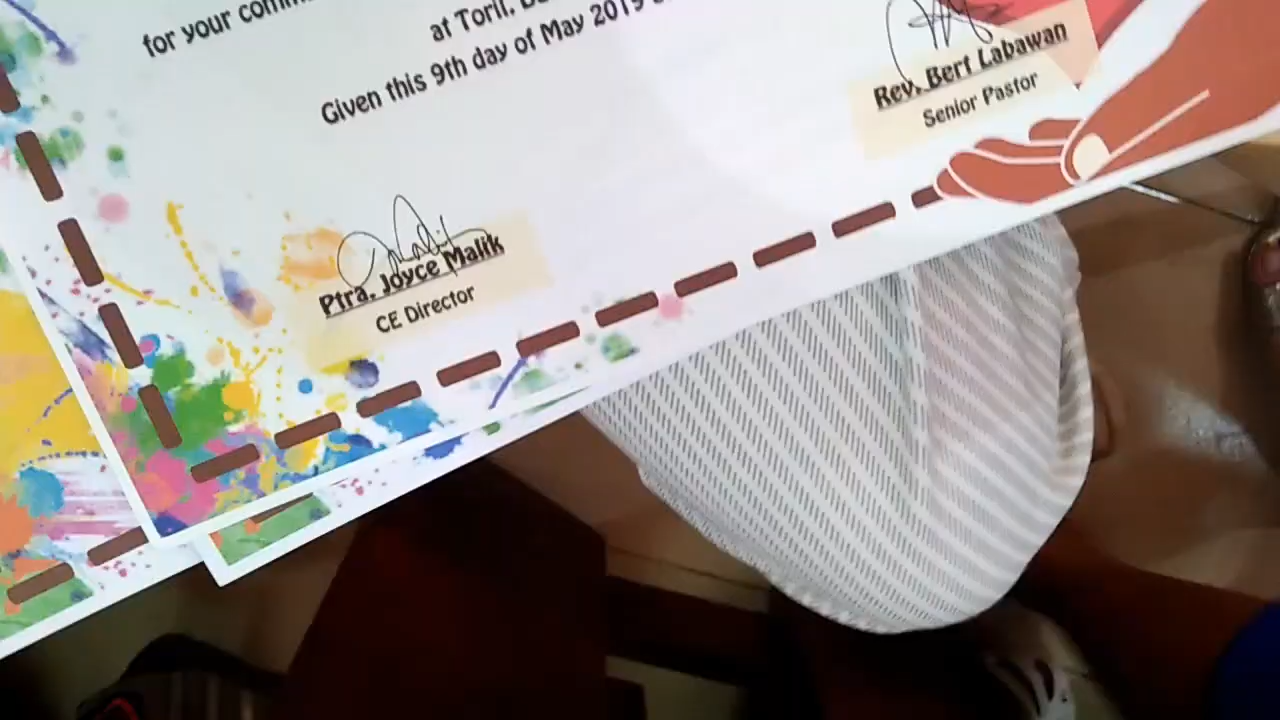 for your
at Toril,
Given this 9th day of May 2019
Rev. Bert Labawan
Senior Pastor
Ptra. Joyce Malik
CE Director